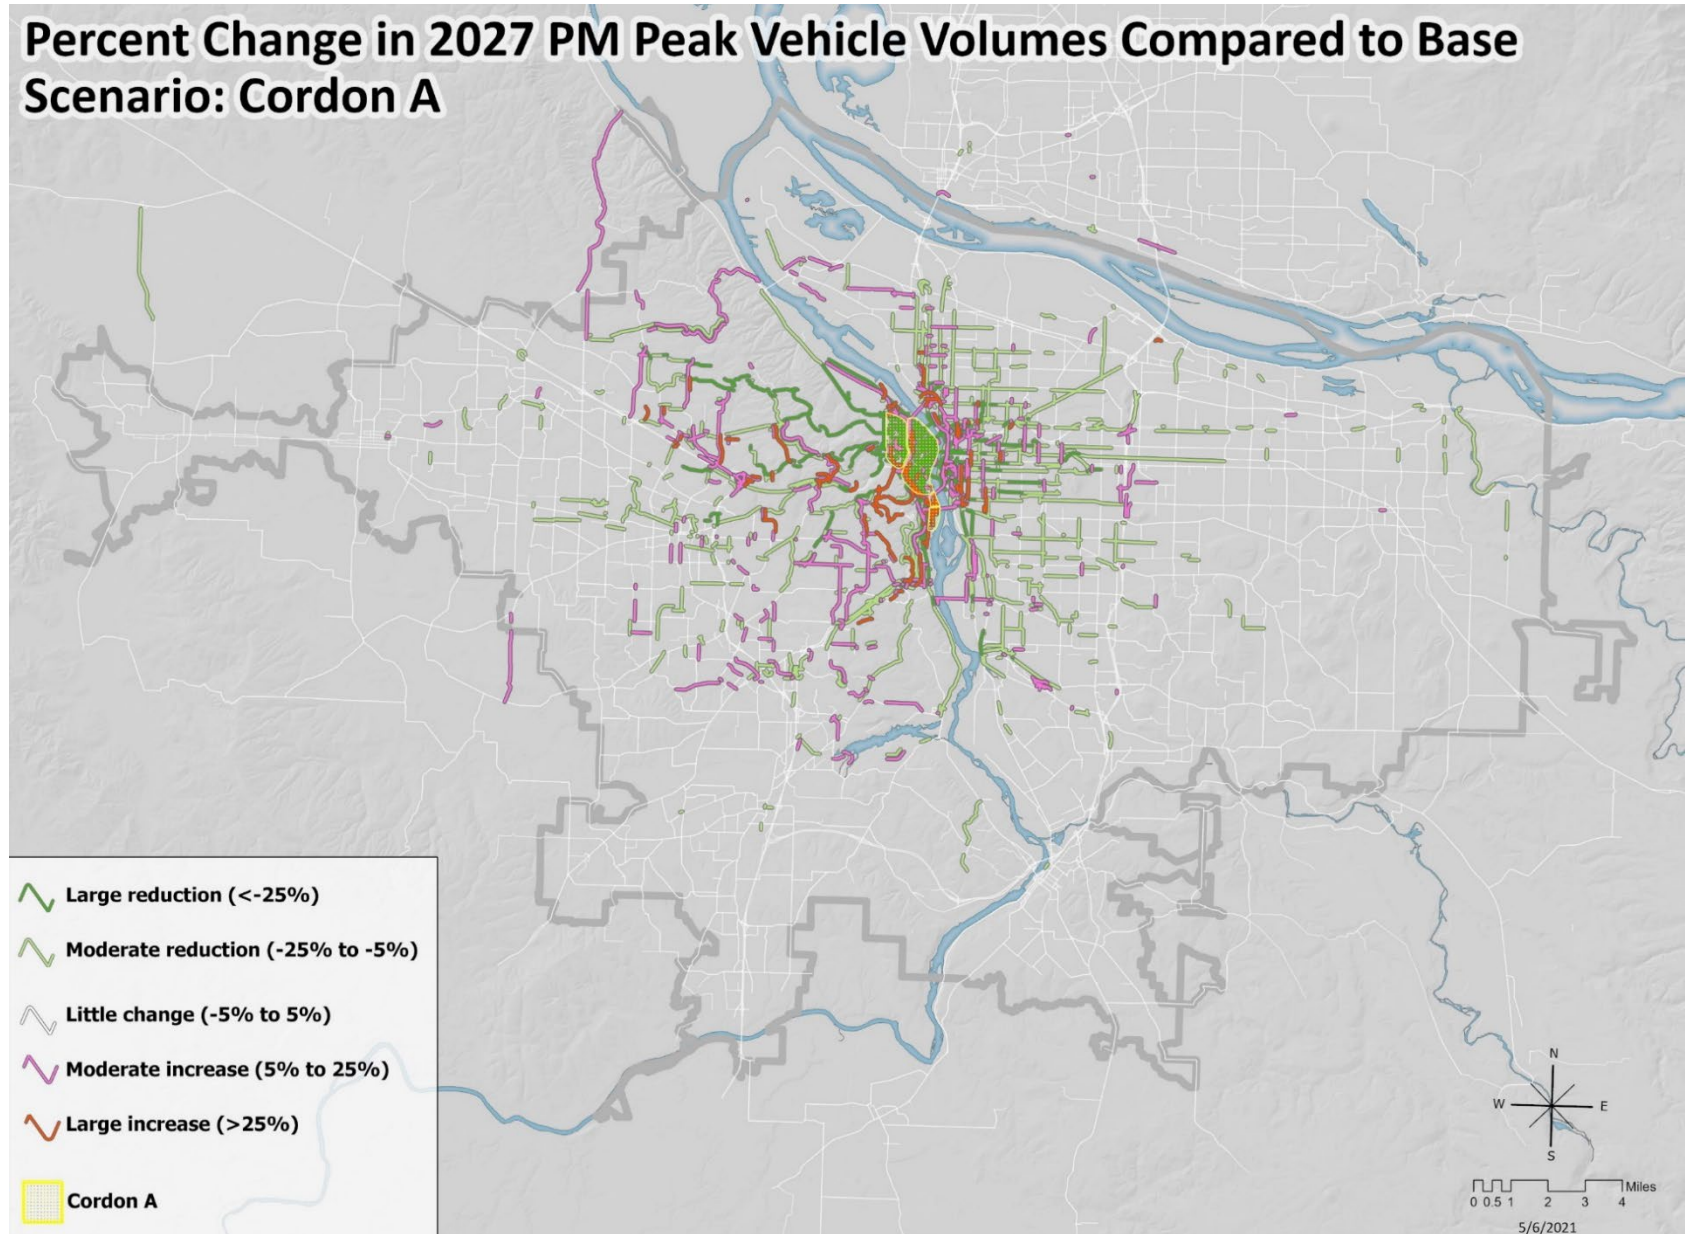 Percent Change in 2027 PM Peak Vehicle Volumes Compared to Base
Scenario: Cordon A
Large reduction (<-25%)
Moderate reduction (-25% to -5%)
Little change (-5% to 5%)
Moderate increase (5% to 25%)
Large increase (>25%)
Cordon A
N
W E
S
Miles
0 0.5 1 2 3 4
5/6/2021